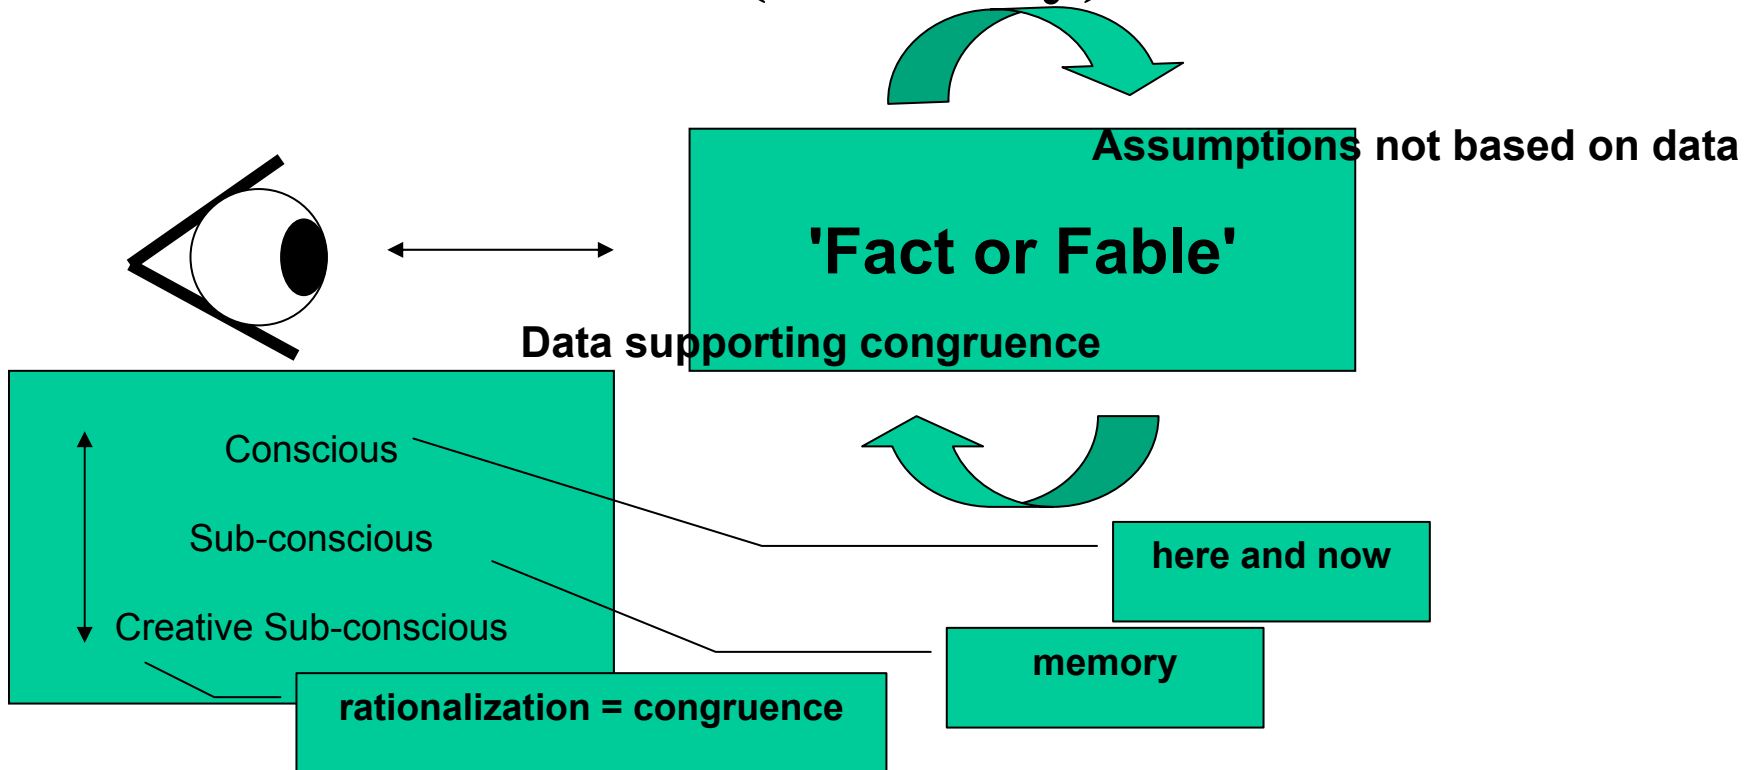 Assumptions not based on data
'Fact or Fable'
Data supporting congruence
Conscious
Sub-conscious
Creative Sub-conscious
here and now
memory
rationalization = congruence